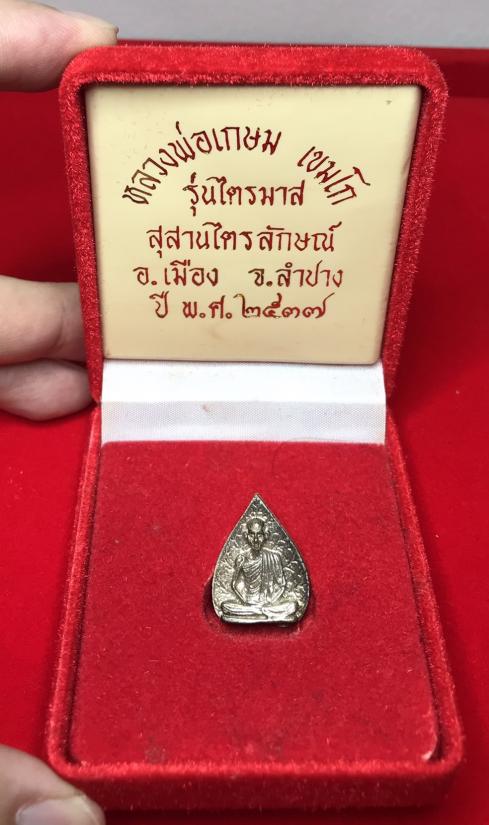 หลวงพ่อเกษม เขมโก
รุ่นไตรมาส
สุสานไตรลักษณ์
อ.เมือง จ.ลำปาง
ปี พ.ศ.๒๕๓๗